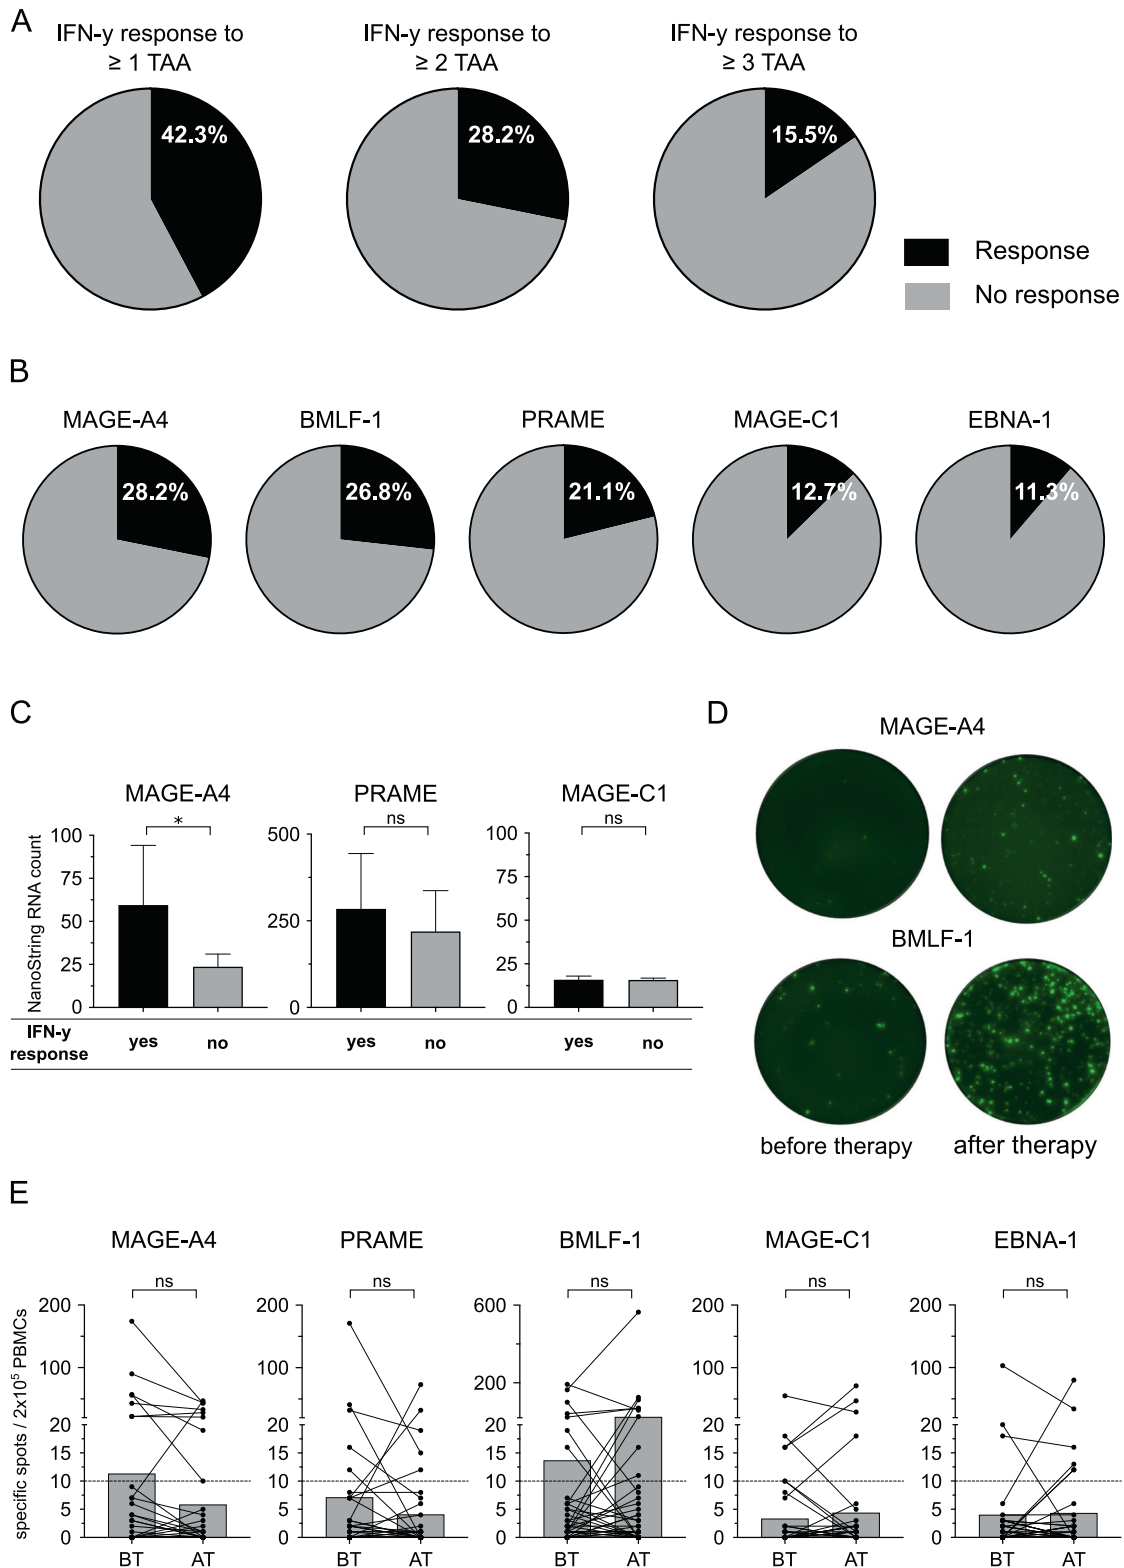 A
IFN-y response to
≥ 1 TAA
IFN-y response to
≥ 2 TAA
IFN-y response to
≥ 3 TAA
42.3%
28.2%
15.5%
Response
No response
B
MAGE-A4
BMLF-1
PRAME
MAGE-C1
EBNA-1
28.2%
26.8%
21.1%
12.7%
11.3%
C
MAGE-A4
PRAME
MAGE-C1
NanoString RNA count
*
ns
ns
100
75
50
25
0
500
250
0
100
75
50
25
0
IFN-y
response
yes
no
yes
no
yes
no
D
MAGE-A4
BMLF-1
before therapy
after therapy
E
MAGE-A4
PRAME
BMLF-1
MAGE-C1
EBNA-1
ns
ns
ns
ns
ns
specific spots / 2x10⁵ PBMCs
200
100
20
15
10
5
0
200
100
20
15
10
5
0
600
200
20
15
10
5
0
200
100
20
15
10
5
0
200
100
20
15
10
5
0
BT
AT
BT
AT
BT
AT
BT
AT
BT
AT